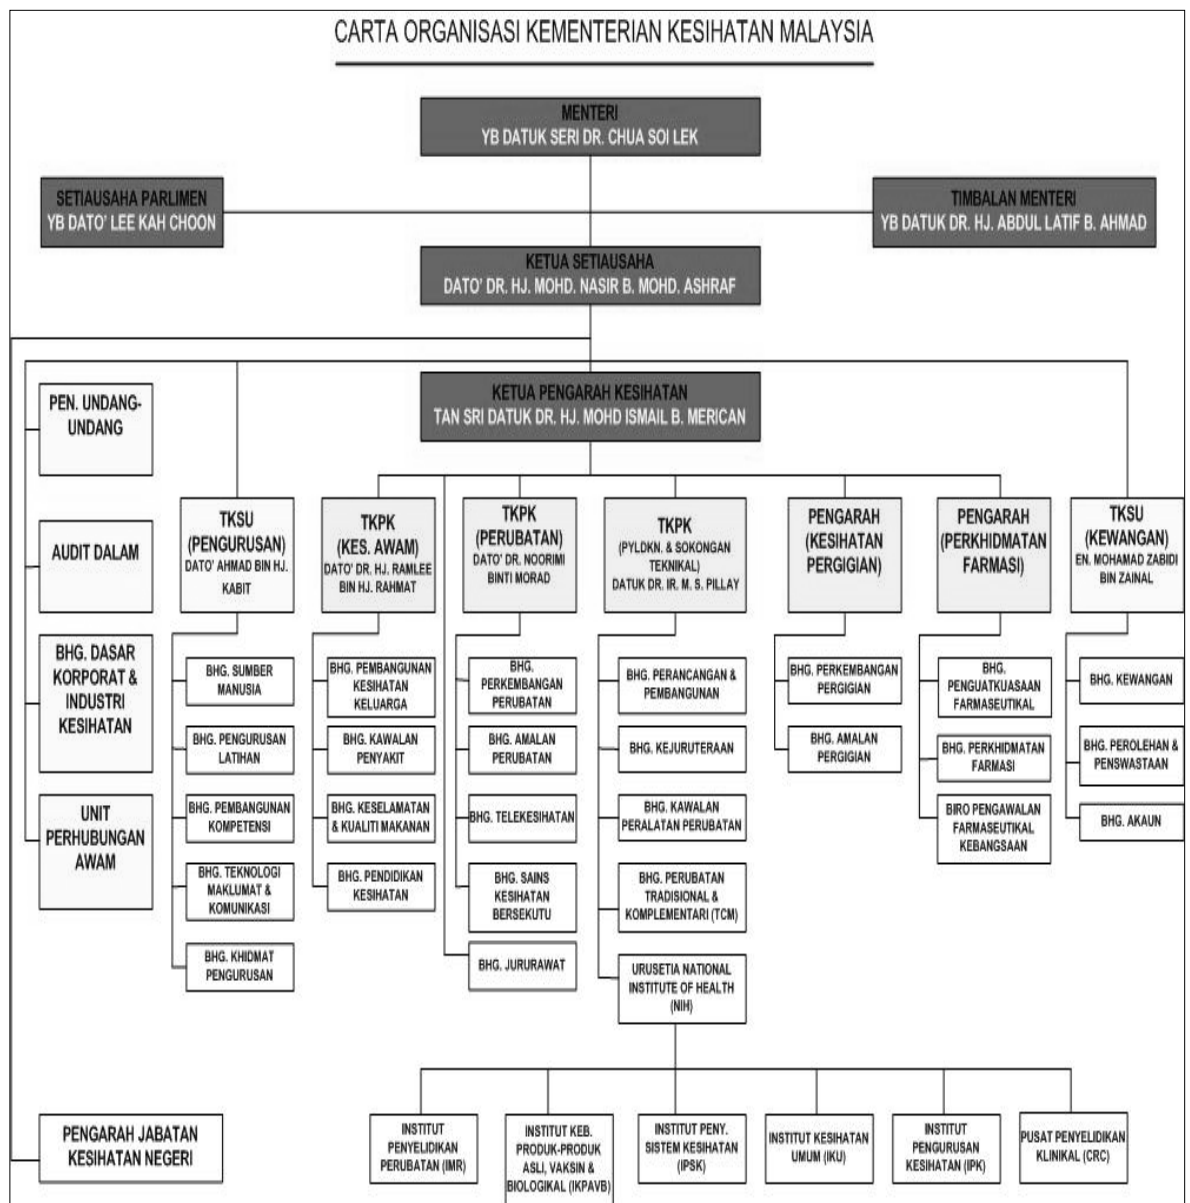 CARTA ORGANISASI KEMENTERIAN KESIHATAN MALAYSIA
MENTERI
YB DATUK SERI DR. CHUA SOI LEK
SETIAUSAHA PARLIMEN
YB DATO' LEE KAH CHOON
TIMBALAN MENTERI
YB DATUK DR. HJ. ABDUL LATIF B. AHMAD
KETUA SETIAUSAHA
DATO' DR. HJ. MOHD. NASIR B. MOHD. ASHRAF
KETUA PENGARAH KESIHATAN
TAN SRI DATUK DR. HJ. MOHD ISMAIL B. MERICAN
PEN. UNDANG-
UNDANG
AUDIT DALAM
BHG. DASAR
KORPORAT &
INDUSTRI
KESIHATAN
UNIT
PERHUBUNGAN
AWAM
TKSU
(PENGURUSAN)
DATO' AHMAD BIN HJ.
KABIT
BHG. SUMBER
MANUSIA
BHG. PENGURUSAN
LATIHAN
BHG. PEMBANGUNAN
KOMPETENSI
BHG. TEKNOLOGI
MAKLUMAT &
KOMUNIKASI
BHG. KHIDMAT
PENGURUSAN
TKPK
(KES. AWAM)
DATO' DR. HJ. RAMLEE
BIN HJ. RAHMAT
BHG. PEMBANGUNAN
KESIHATAN
KELUARGA
BHG. KAWALAN
PENYAKIT
BHG. KESELAMATAN
& KUALITI MAKANAN
BHG. PENDIDIKAN
KESIHATAN
TKPK
(PERUBATAN)
DATO' DR. NOORIMI
BINTI MORAD
BHG.
PERKEMBANGAN
PERUBATAN
BHG. AMALAN
PERUBATAN
BHG. TELEKESIHATAN
BHG. SAINS
KESIHATAN
BERSEKUTU
BHG. JURURAWAT
TKPK
(PYLDKN. & SOKONGAN
TEKNIKAL)
DATUK DR. IR. M. S. PILLAY
BHG. PERANCANGAN &
PEMBANGUNAN
BHG. KEJURUTERAAN
BHG. KAWALAN
PERALATAN PERUBATAN
BHG. PERUBATAN
TRADISIONAL &
KOMPLEMENTARI (TCM)
URUSETIA NATIONAL
INSTITUTE OF HEALTH
(NIH)
PENGARAH
(KESIHATAN
PERGIGIAN)
BHG. PERKEMBANGAN
PERGIGIAN
BHG. AMALAN
PERGIGIAN
PENGARAH
(PERKHIDMATAN
FARMASI)
BHG.
PENGUATKUASAAN
FARMASEUTIKAL
BHG. PERKHIDMATAN
FARMASI
BIRO PENGAWALAN
FARMASEUTIKAL
KEBANGSAAN
TKSU
(KEWANGAN)
EN. MOHAMAD ZABIDI
BIN ZAINAL
BHG. KEWANGAN
BHG. PEROLEHAN &
PENSWASTAAN
BHG. AKAUN
PENGARAH JABATAN
KESIHATAN NEGERI
INSTITUT
PENYELIDIKAN
PERUBATAN (IMR)
INSTITUT KEB.
PRODUK-PRODUK
ASLI, VAKSIN &
BIOLOGIKAL (IKPAVB)
INSTITUT PENY.
SISTEM KESIHATAN
(IPSK)
INSTITUT KESIHATAN
UMUM (IKU)
INSTITUT
PENGURUSAN
KESIHATAN (IPK)
PUSAT PENYELIDIKAN
KLINIKAL (CRC)